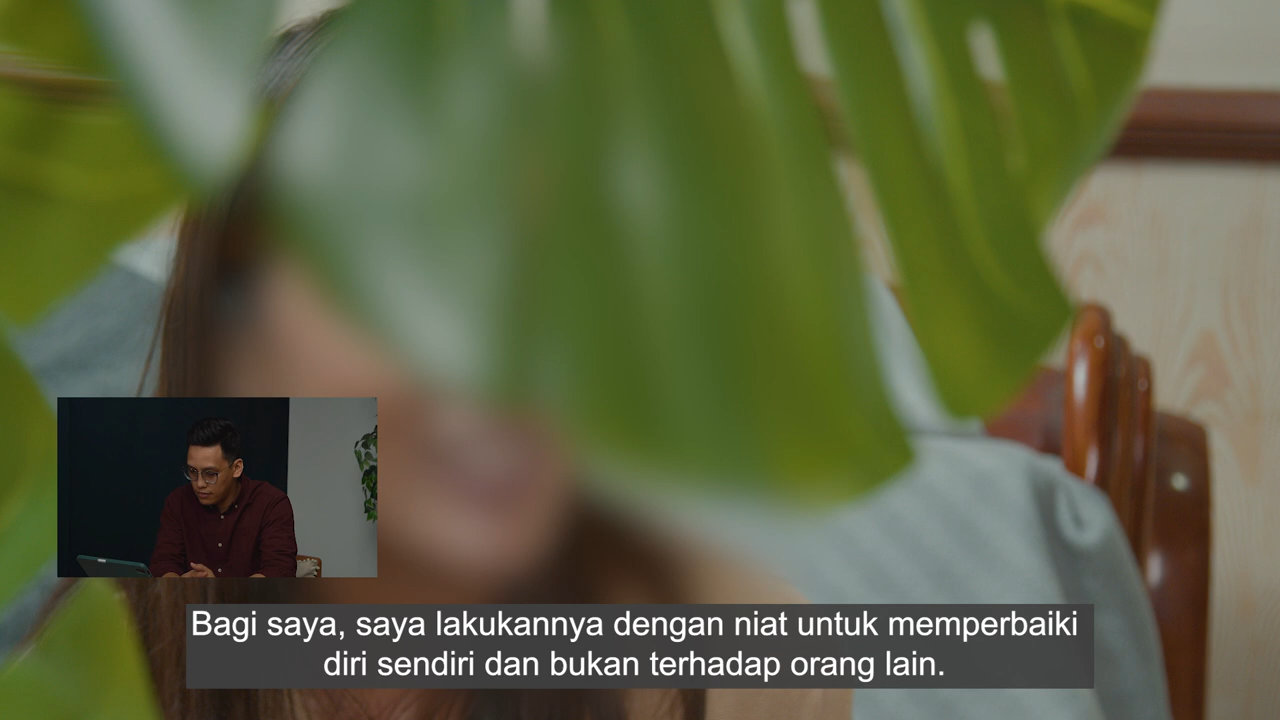 Bagi saya, saya lakukannya dengan niat untuk memperbaiki
diri sendiri dan bukan terhadap orang lain.